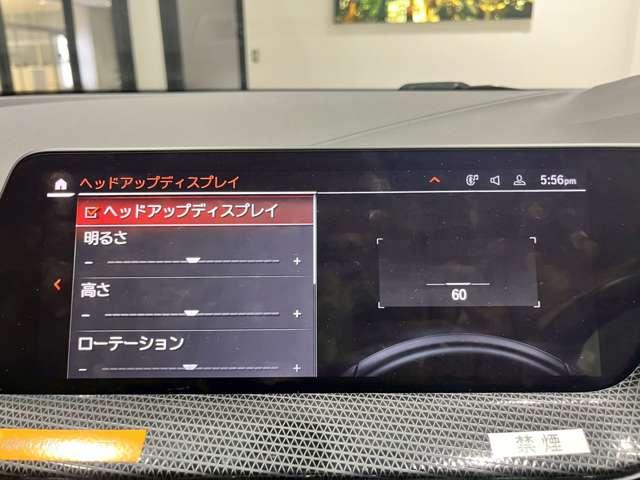 ヘッドアップディスプレイ
5:56pm
ヘッドアップディスプレイ
明るさ
- +
高さ
- +
ローテーション
- +
60
禁煙